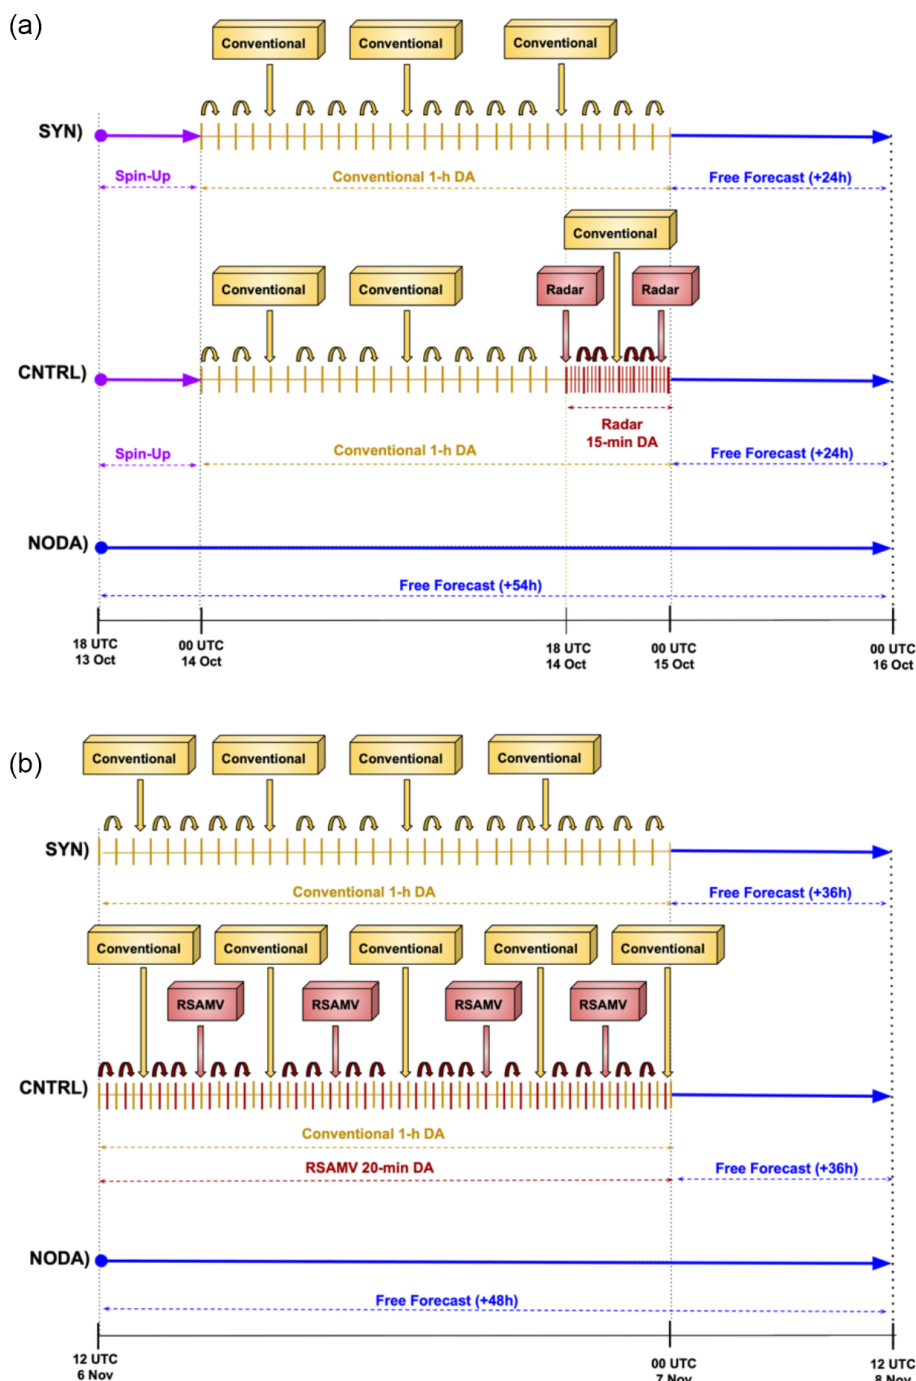 (a)
Conventional Conventional Conventional
SYN)
Spin-Up Conventional 1-h DA Free Forecast (+24h)
Conventional
Conventional Conventional Radar Radar
CNTRL)
Radar
15-min DA
Spin-Up Conventional 1-h DA Free Forecast (+24h)
NODA)
Free Forecast (+54h)
18 UTC 00 UTC 18 UTC 00 UTC 00 UTC
13 Oct 14 Oct 14 Oct 15 Oct 16 Oct
(b)
Conventional Conventional Conventional Conventional
SYN)
Conventional 1-h DA Free Forecast (+36h)
Conventional Conventional Conventional Conventional Conventional
RSAMV RSAMV RSAMV RSAMV
CNTRL)
Conventional 1-h DA
RSAMV 20-min DA Free Forecast (+36h)
NODA)
Free Forecast (+48h)
12 UTC 00 UTC 12 UTC
6 Nov 7 Nov 8 Nov